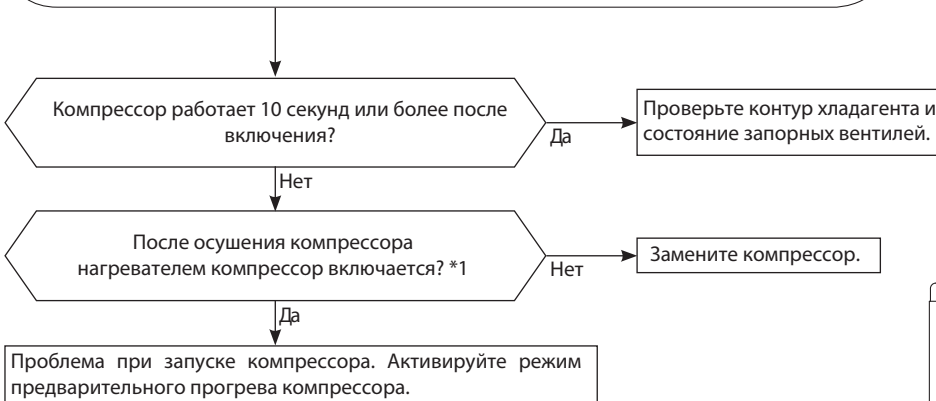 Компрессор работает 10 секунд или более после
включения?
Да
Проверьте контур хладагента и
состояние запорных вентилей.
Нет
После осушения компрессора
нагревателем компрессор включается? *1
Нет
Замените компрессор.
Да
Проблема при запуске компрессора. Активируйте режим
предварительного прогрева компрессора.